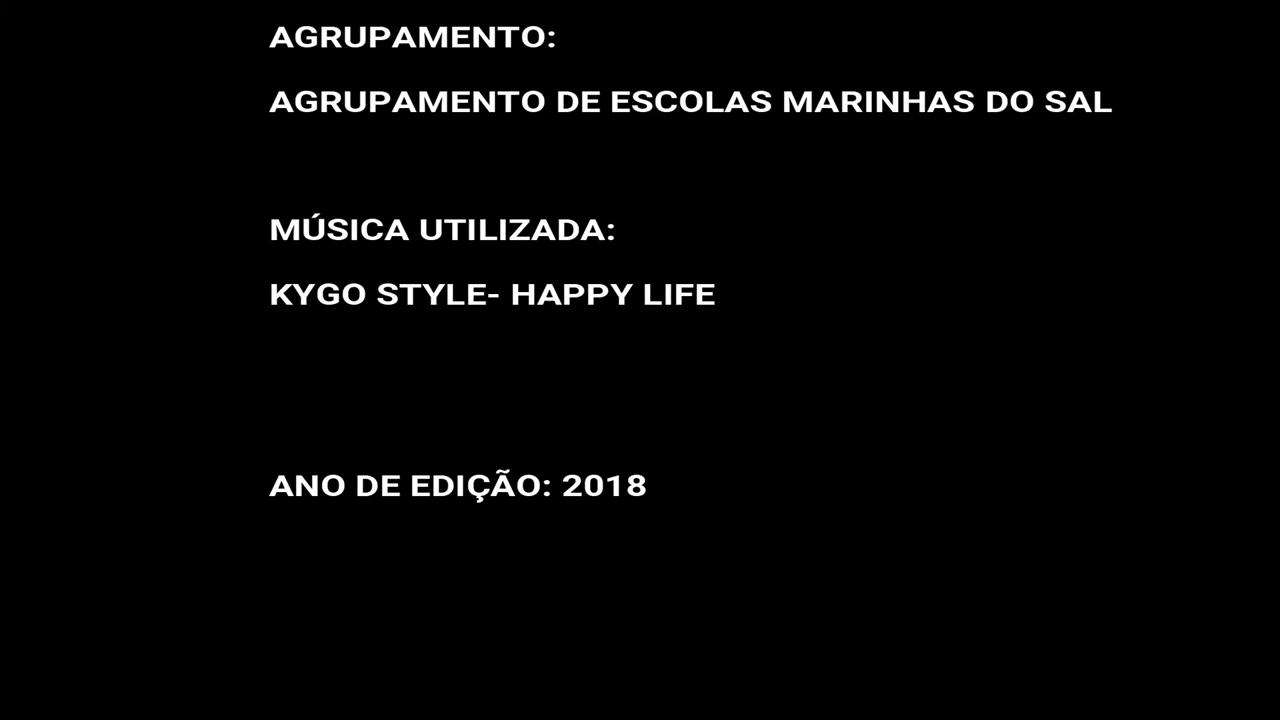 AGRUPAMENTO:
AGRUPAMENTO DE ESCOLAS MARINHAS DO SAL
MÚSICA UTILIZADA:
KYGO STYLE- HAPPY LIFE
ANO DE EDIÇÃO: 2018